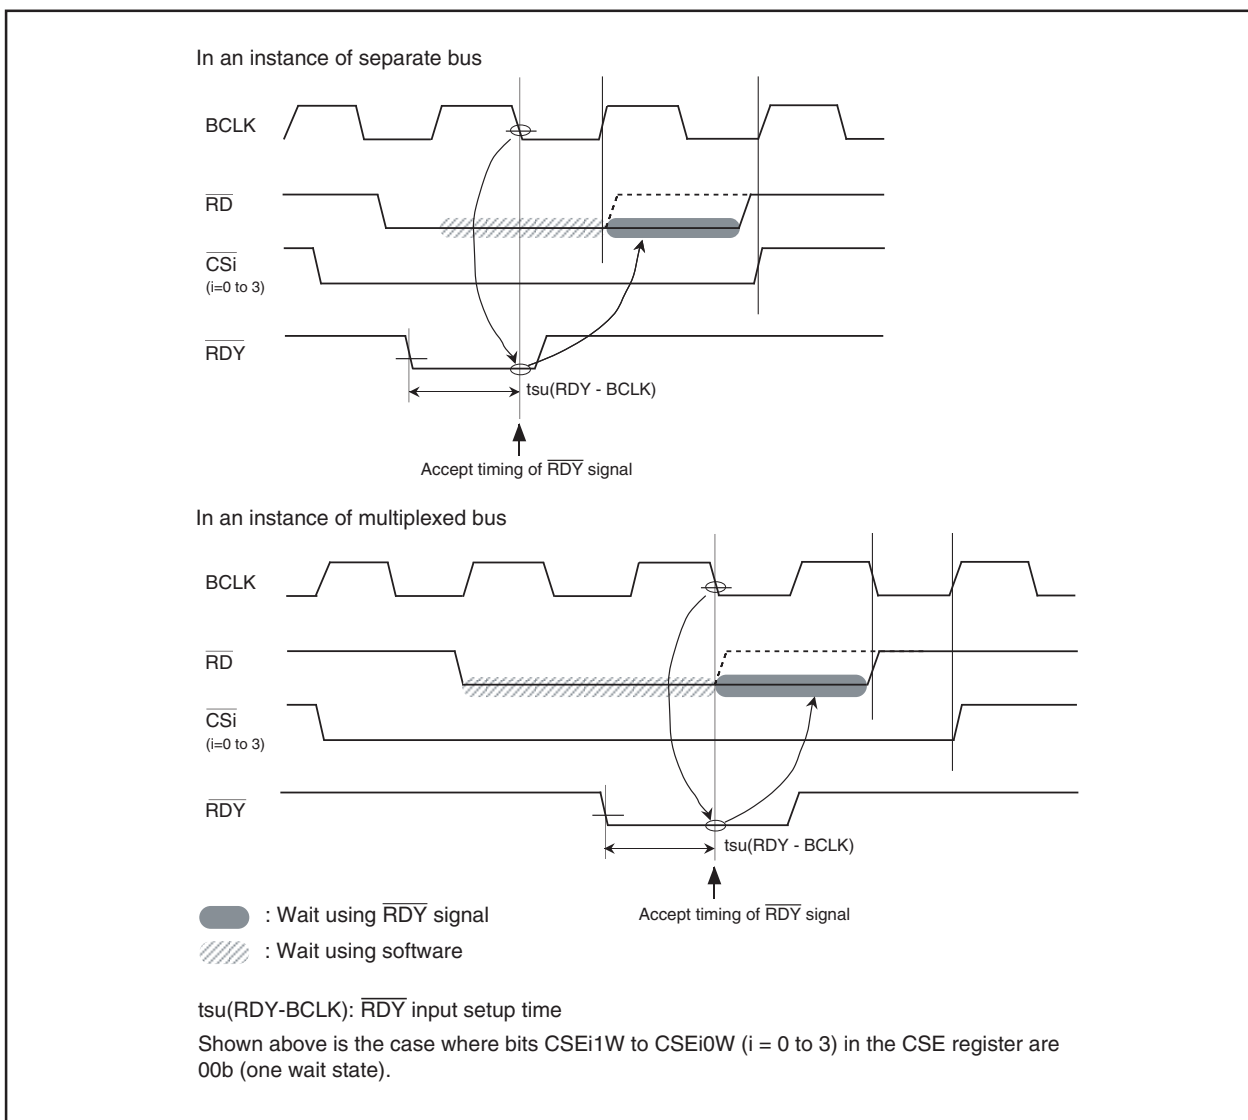 In an instance of separate bus
BCLK
RD
CSi
(i=0 to 3)
RDY
tsu(RDY - BCLK)
Accept timing of RDY signal
In an instance of multiplexed bus
BCLK
RD
CSi
(i=0 to 3)
RDY
tsu(RDY - BCLK)
Accept timing of RDY signal
: Wait using RDY signal
: Wait using software
tsu(RDY-BCLK): RDY input setup time
Shown above is the case where bits CSEi1W to CSEi0W (i = 0 to 3) in the CSE register are
00b (one wait state).